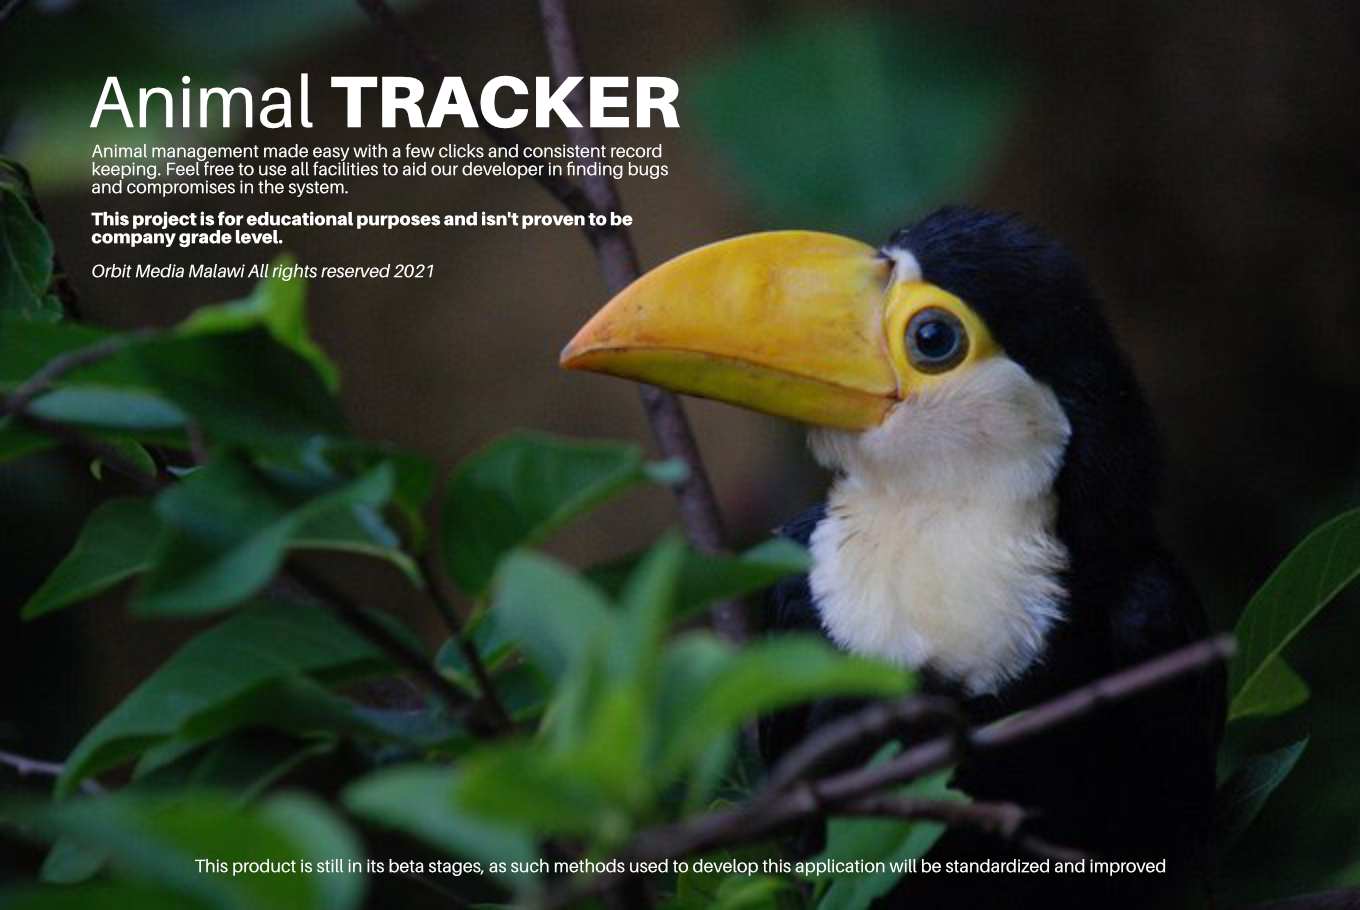 Animal TRACKER
Animal management made easy with a few clicks and consistent record
keeping. Feel free to use all facilities to aid our developer in finding bugs
and compromises in the system.
This project is for educational purposes and isn't proven to be
company grade level.
Orbit Media Malawi All rights reserved 2021
This product is still in its beta stages, as such methods used to develop this application will be standardized and improved